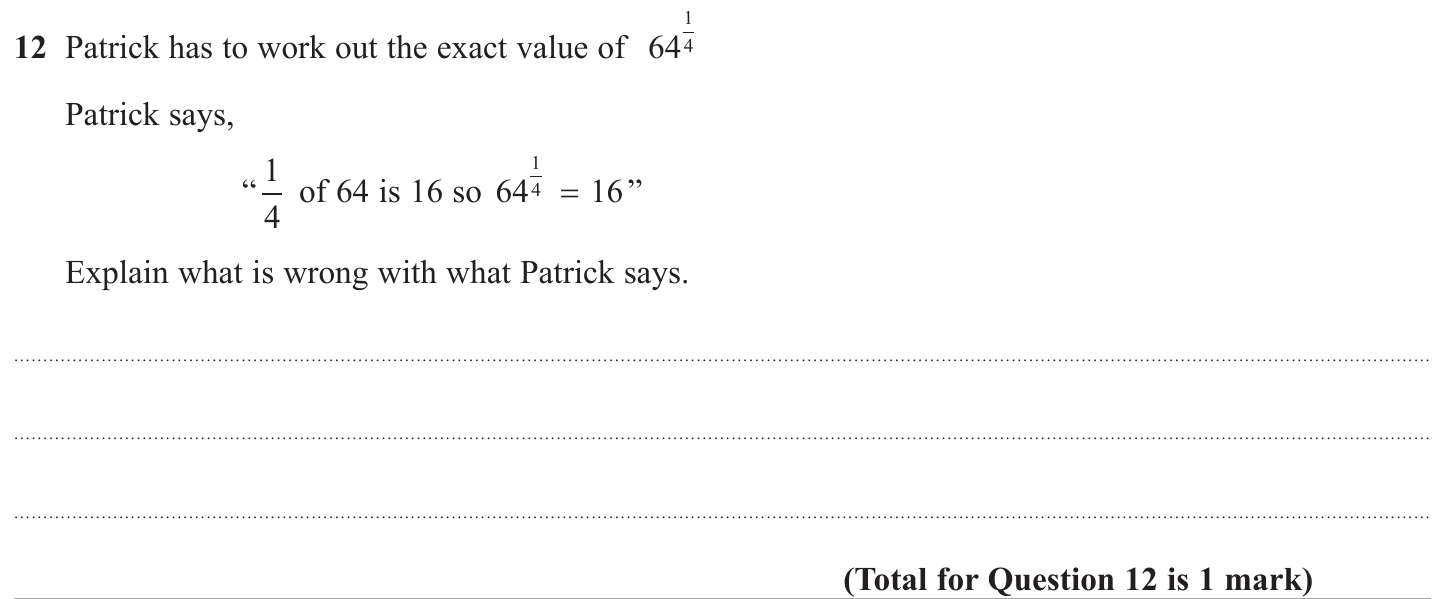 12 Patrick has to work out the exact value of 64^{\frac{1}{4}}
Patrick says,
“\frac{1}{4} of 64 is 16 so 64^{\frac{1}{4}} = 16”
Explain what is wrong with what Patrick says.
(Total for Question 12 is 1 mark)